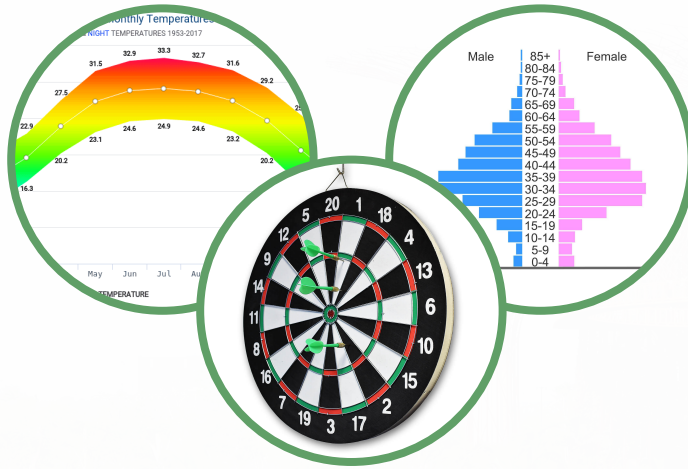 Monthly Temperatures
NIGHT TEMPERATURES 1953-2017
22.9 27.5 31.5 32.9 33.3 32.7 31.6 29.2
16.3 20.2 23.1 24.6 24.9 24.6 23.2 20.2
May Jun Jul
TEMPERATURE
Male 85+ Female
80-84
75-79
70-74
65-69
60-64
55-59
50-54
45-49
40-44
35-39
30-34
25-29
20-24
15-19
10-14
5-9
0-4
20 1 18 4 13 6 10 15 2 17 3 19 7 16 8 11 14 9 12 5